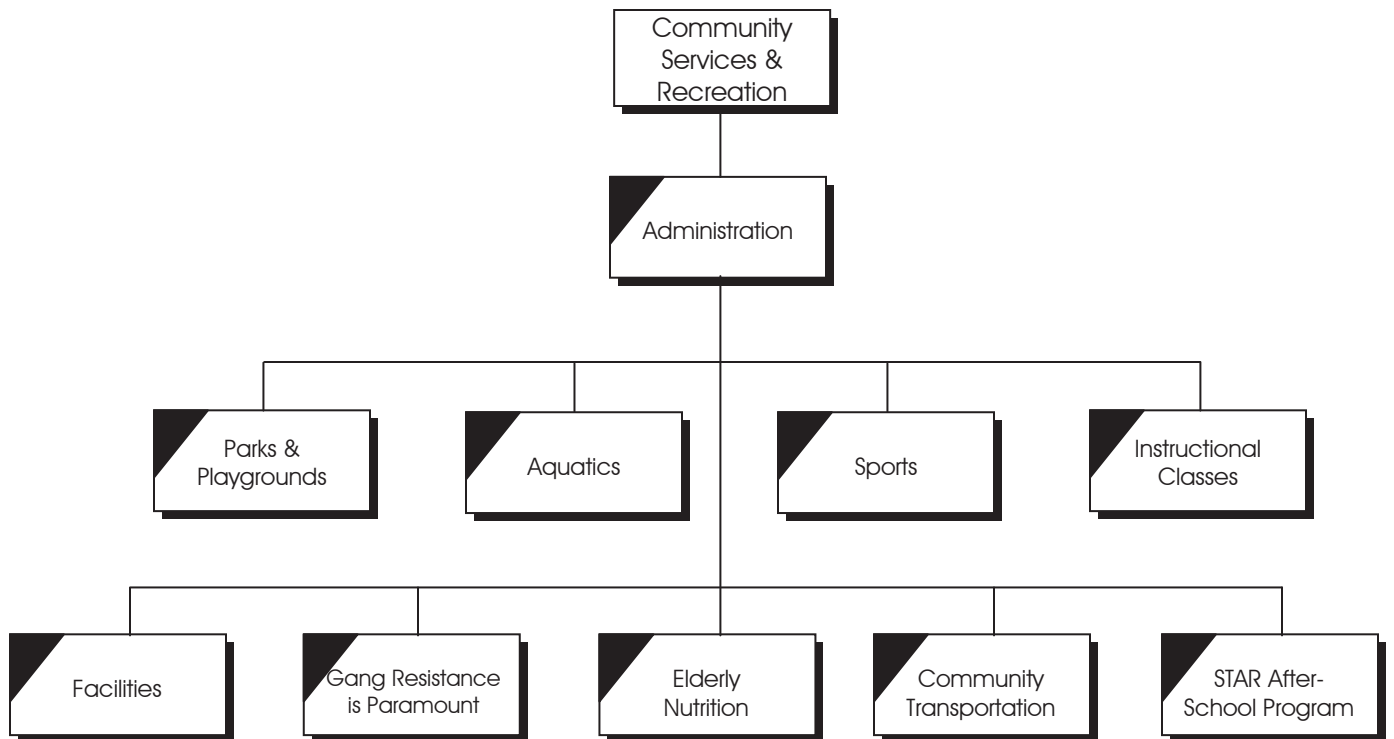 Community
Services &
Recreation
Administration
Parks &
Playgrounds
Aquatics
Sports
Instructional
Classes
Facilities
Gang Resistance
is Paramount
Elderly
Nutrition
Community
Transportation
STAR After-
School Program